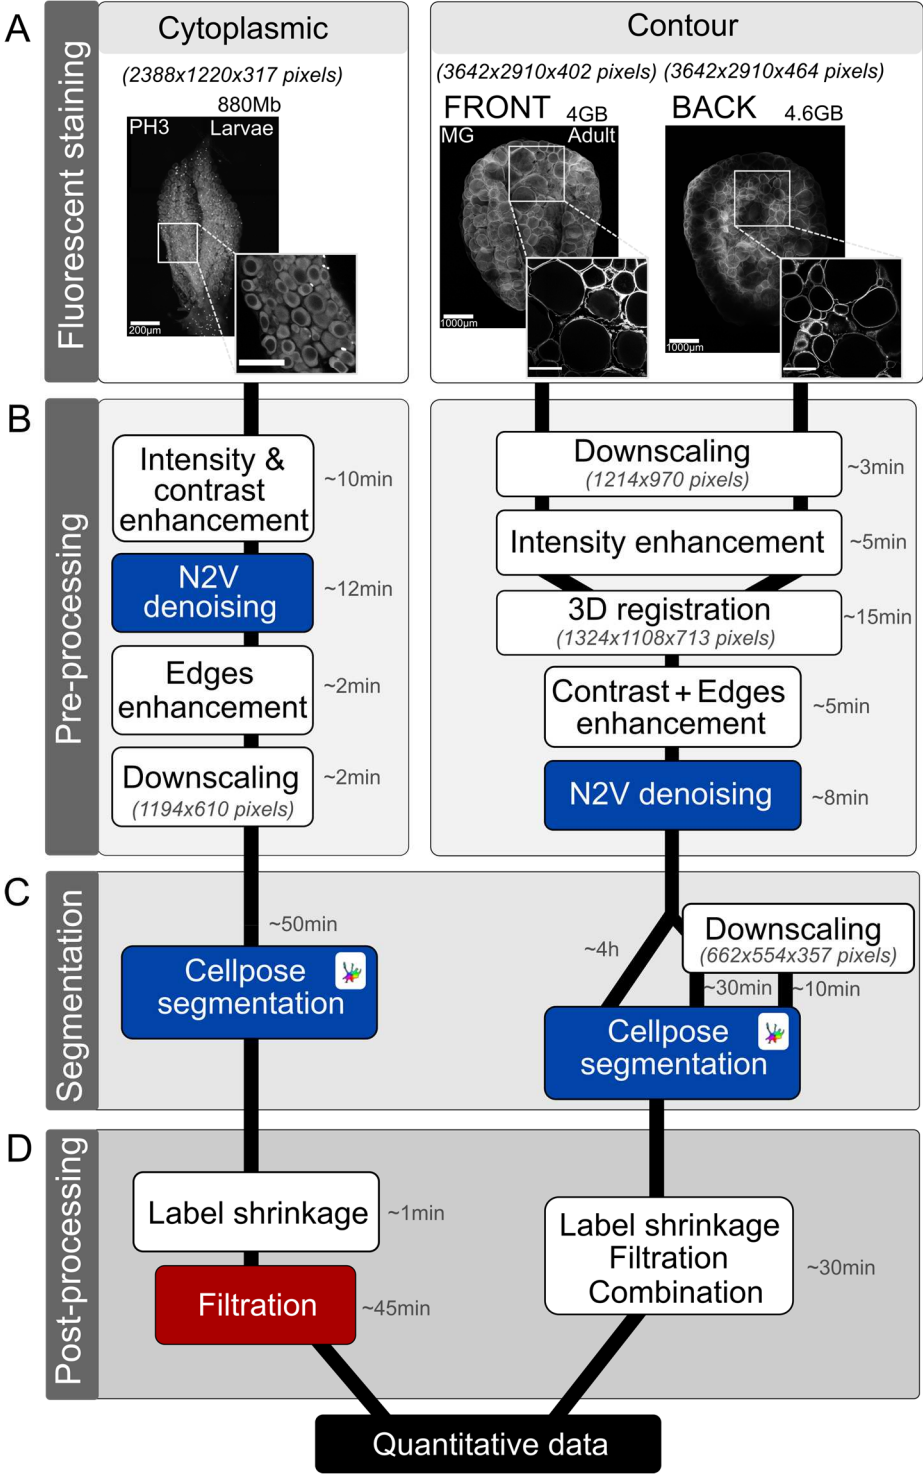 A
Fluorescent staining
Cytoplasmic
(2388x1220x317 pixels)
880Mb
PH3
Larvae
200µm
Contour
(3642x2910x402 pixels)
(3642x2910x464 pixels)
FRONT
4GB
BACK
4.6GB
MG
Adult
1000µm
1000µm
B
Pre-processing
Intensity &
contrast
enhancement
~10min
N2V
denoising
~12min
Edges
enhancement
~2min
Downscaling
(1194x610 pixels)
~2min
Downscaling
(1214x970 pixels)
~3min
Intensity enhancement
~5min
3D registration
(1324x1108x713 pixels)
~15min
Contrast + Edges
enhancement
~5min
N2V denoising
~8min
C
Segmentation
~50min
Cellpose
segmentation
~4h
Downscaling
(662x554x357 pixels)
~30min
~10min
Cellpose
segmentation
D
Post-processing
Label shrinkage
~1min
Filtration
~45min
Label shrinkage
Filtration
Combination
~30min
Quantitative data